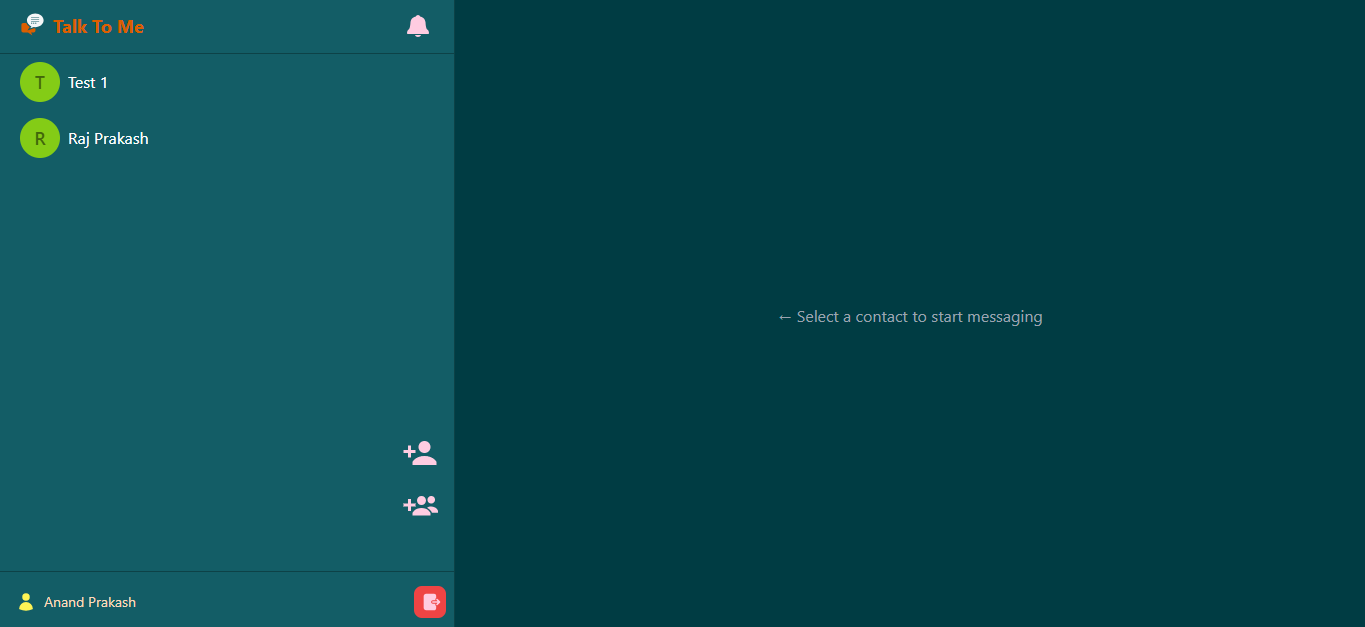 Talk To Me
T Test 1
R Raj Prakash
← Select a contact to start messaging
Anand Prakash